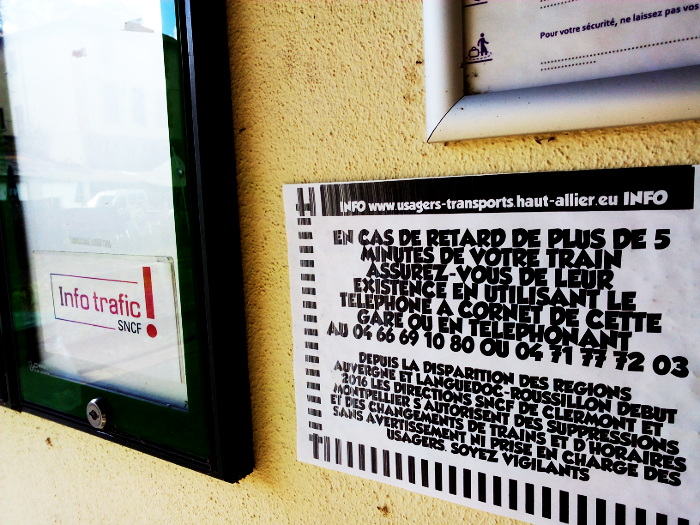 Pour votre sécurité, ne laissez pas vos
INFO www.usagers-transports.haut-allier.eu INFO
EN CAS DE RETARD DE PLUS DE 5
MINUTES DE VOTRE TRAIN
ASSUREZ-VOUS DE LEUR
EXISTENCE EN UTILISANT LE
TELEPHONE A CORNET DE CETTE
GARE OU EN TELEPHONANT
AU 04 66 69 10 80 OU 04 71 77 72 03
DEPUIS LA DISPARITION DES REGIONS
AUVERGNE ET LANGUEDOC-ROUSSILLON DEBUT
2016 LES DIRECTIONS SNCF DE CLERMONT ET
MONTPELLIER S AUTORISENT DES SUPPRESSIONS
ET DES CHANGEMENTS DE TRAINS ET D HORAIRES
SANS AVERTISSEMENT NI PRISE EN CHARGE DES
USAGERS. SOYEZ VIGILANTS
Info trafic!
SNCF